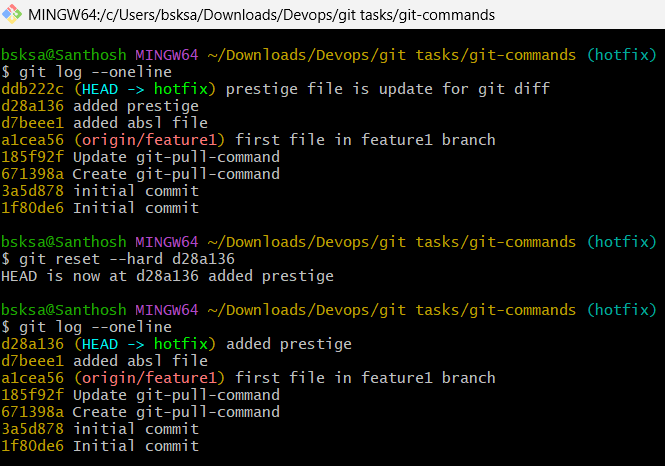 MINGW64:/c/Users/bsksa/Downloads/Devops/git tasks/git-commands
bsksa@Santhosh MINGW64 ~/Downloads/Devops/git tasks/git-commands (hotfix)
$ git log --oneline
ddb222c (HEAD -> hotfix) prestige file is update for git diff
d28a136 added prestige
d7beee1 added absl file
a1cea56 (origin/feature1) first file in feature1 branch
185f92f Update git-pull-command
671398a Create git-pull-command
3a5d878 initial commit
1f80de6 Initial commit
bsksa@Santhosh MINGW64 ~/Downloads/Devops/git tasks/git-commands (hotfix)
$ git reset --hard d28a136
HEAD is now at d28a136 added prestige
bsksa@Santhosh MINGW64 ~/Downloads/Devops/git tasks/git-commands (hotfix)
$ git log --oneline
d28a136 (HEAD -> hotfix) added prestige
d7beee1 added absl file
a1cea56 (origin/feature1) first file in feature1 branch
185f92f Update git-pull-command
671398a Create git-pull-command
3a5d878 initial commit
1f80de6 Initial commit